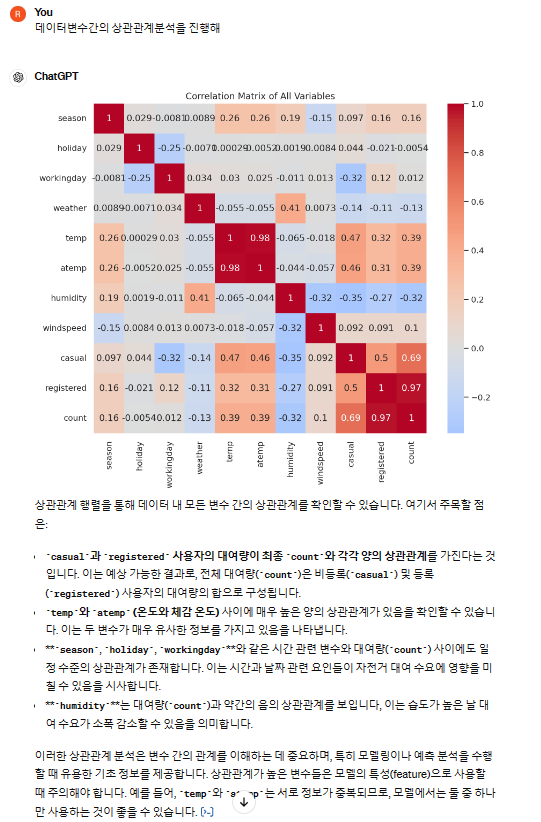 R
You
데이터변수간의 상관관계분석을 진행해
ChatGPT
Correlation Matrix of All Variables
season 1 0.029 -0.0081 0.0089 0.26 0.26 0.19 -0.15 0.097 0.16 0.16
holiday 0.029 1 -0.25 -0.0071 0.00029 -0.0052 0.0019 0.0084 0.044 -0.021 -0.0054
workingday -0.0081 -0.25 1 0.034 0.03 0.025 -0.011 0.013 -0.32 0.12 0.012
weather 0.0089 -0.0071 0.034 1 -0.055 -0.055 0.41 0.0073 -0.14 -0.11 -0.13
temp 0.26 0.00029 0.03 -0.055 1 0.98 -0.065 -0.018 0.47 0.32 0.39
atemp 0.26 -0.0052 0.025 -0.055 0.98 1 -0.044 -0.057 0.46 0.31 0.39
humidity 0.19 0.0019 -0.011 0.41 -0.065 -0.044 1 -0.32 -0.35 -0.27 -0.32
windspeed -0.15 0.0084 0.013 0.0073 -0.018 -0.057 -0.32 1 0.092 0.091 0.1
casual 0.097 0.044 -0.32 -0.14 0.47 0.46 -0.35 0.092 1 0.5 0.69
registered 0.16 -0.021 0.12 -0.11 0.32 0.31 -0.27 0.091 0.5 1 0.97
count 0.16 -0.0054 0.012 -0.13 0.39 0.39 -0.32 0.1 0.69 0.97 1
season holiday workingday weather temp atemp humidity windspeed casual registered count
1.0
0.8
0.6
0.4
0.2
0.0
−0.2
상관관계 행렬을 통해 데이터 내 모든 변수 간의 상관관계를 확인할 수 있습니다. 여기서 주목할 점
은:
• `casual`과 `registered` 사용자의 대여량이 최종 `count`와 각각 양의 상관관계를 가진다는 것
입니다. 이는 예상 가능한 결과로, 전체 대여량(`count`)은 비등록(`casual`) 및 등록
(`registered`) 사용자의 대여량의 합으로 구성됩니다.
• `temp`와 `atemp` (온도와 체감 온도) 사이에 매우 높은 양의 상관관계가 있음을 확인할 수 있습니
다. 이는 두 변수가 매우 유사한 정보를 가지고 있음을 나타냅니다.
• **`season`, `holiday`, `workingday`**와 같은 시간 관련 변수와 대여량(`count`) 사이에도 일
정 수준의 상관관계가 존재합니다. 이는 시간과 날짜 관련 요인들이 자전거 대여 수요에 영향을 미
칠 수 있음을 시사합니다.
• **`humidity`**는 대여량(`count`)과 약간의 음의 상관관계를 보입니다, 이는 습도가 높은 날 대
여 수요가 소폭 감소할 수 있음을 의미합니다.
이러한 상관관계 분석은 변수 간의 관계를 이해하는 데 중요하며, 특히 모델링이나 예측 분석을 수행
할 때 유용한 기초 정보를 제공합니다. 상관관계가 높은 변수들은 모델의 특성(feature)으로 사용할
때 주의해야 합니다. 예를 들어, `temp`와 `atemp`는 서로 정보가 중복되므로, 모델에서는 둘 중 하나
만 사용하는 것이 좋을 수 있습니다. [>-]